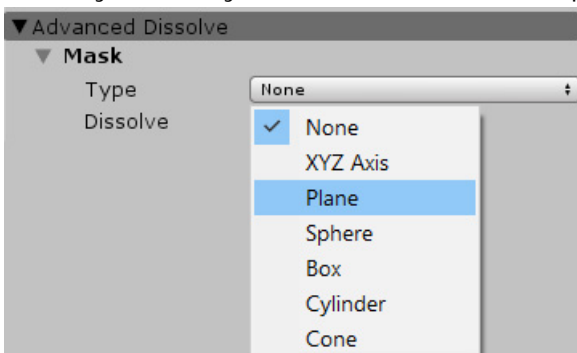 Advanced Dissolve
Mask
Type None
Dissolve
None
XYZ Axis
Plane
Sphere
Box
Cylinder
Cone